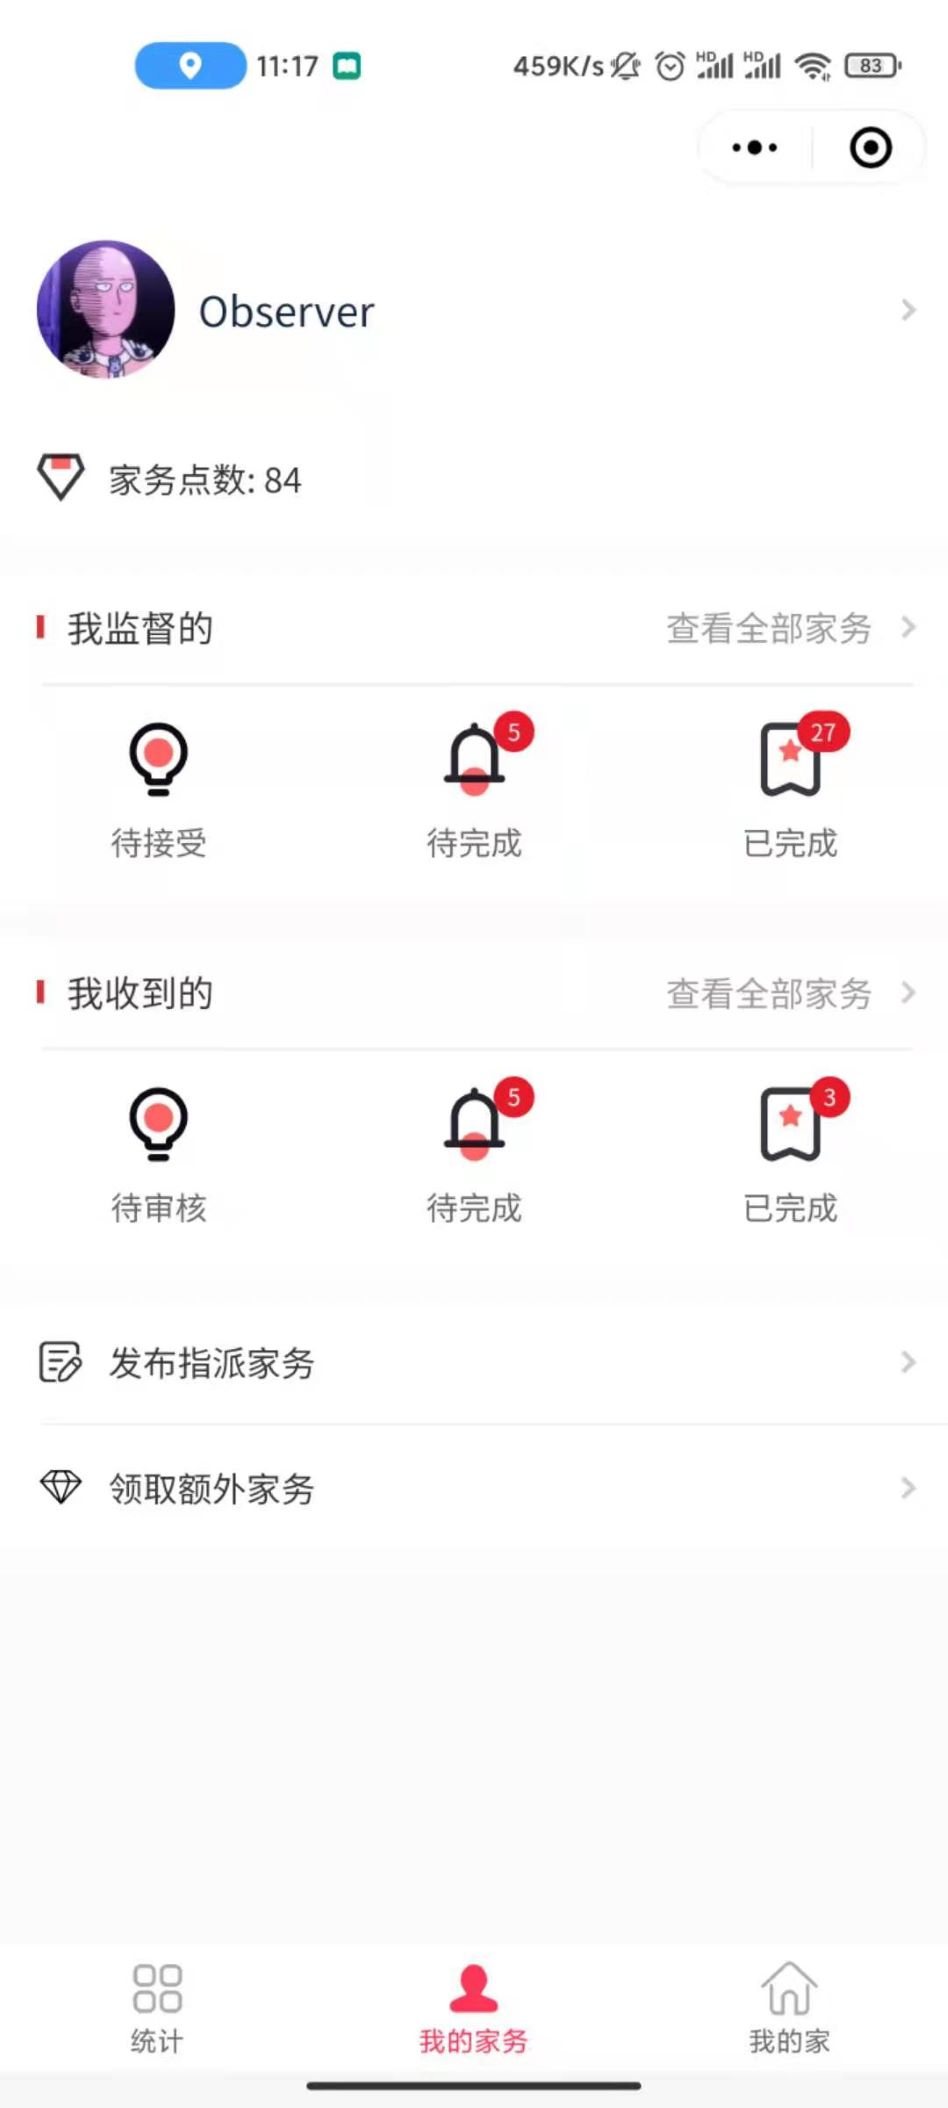 11:17 459K/s HD HD 83
Observer
家务点数: 84
我监督的 查看全部家务
5 27
待接受 待完成 已完成
我收到的 查看全部家务
5 3
待审核 待完成 已完成
发布指派家务
领取额外家务
统计 我的家务 我的家